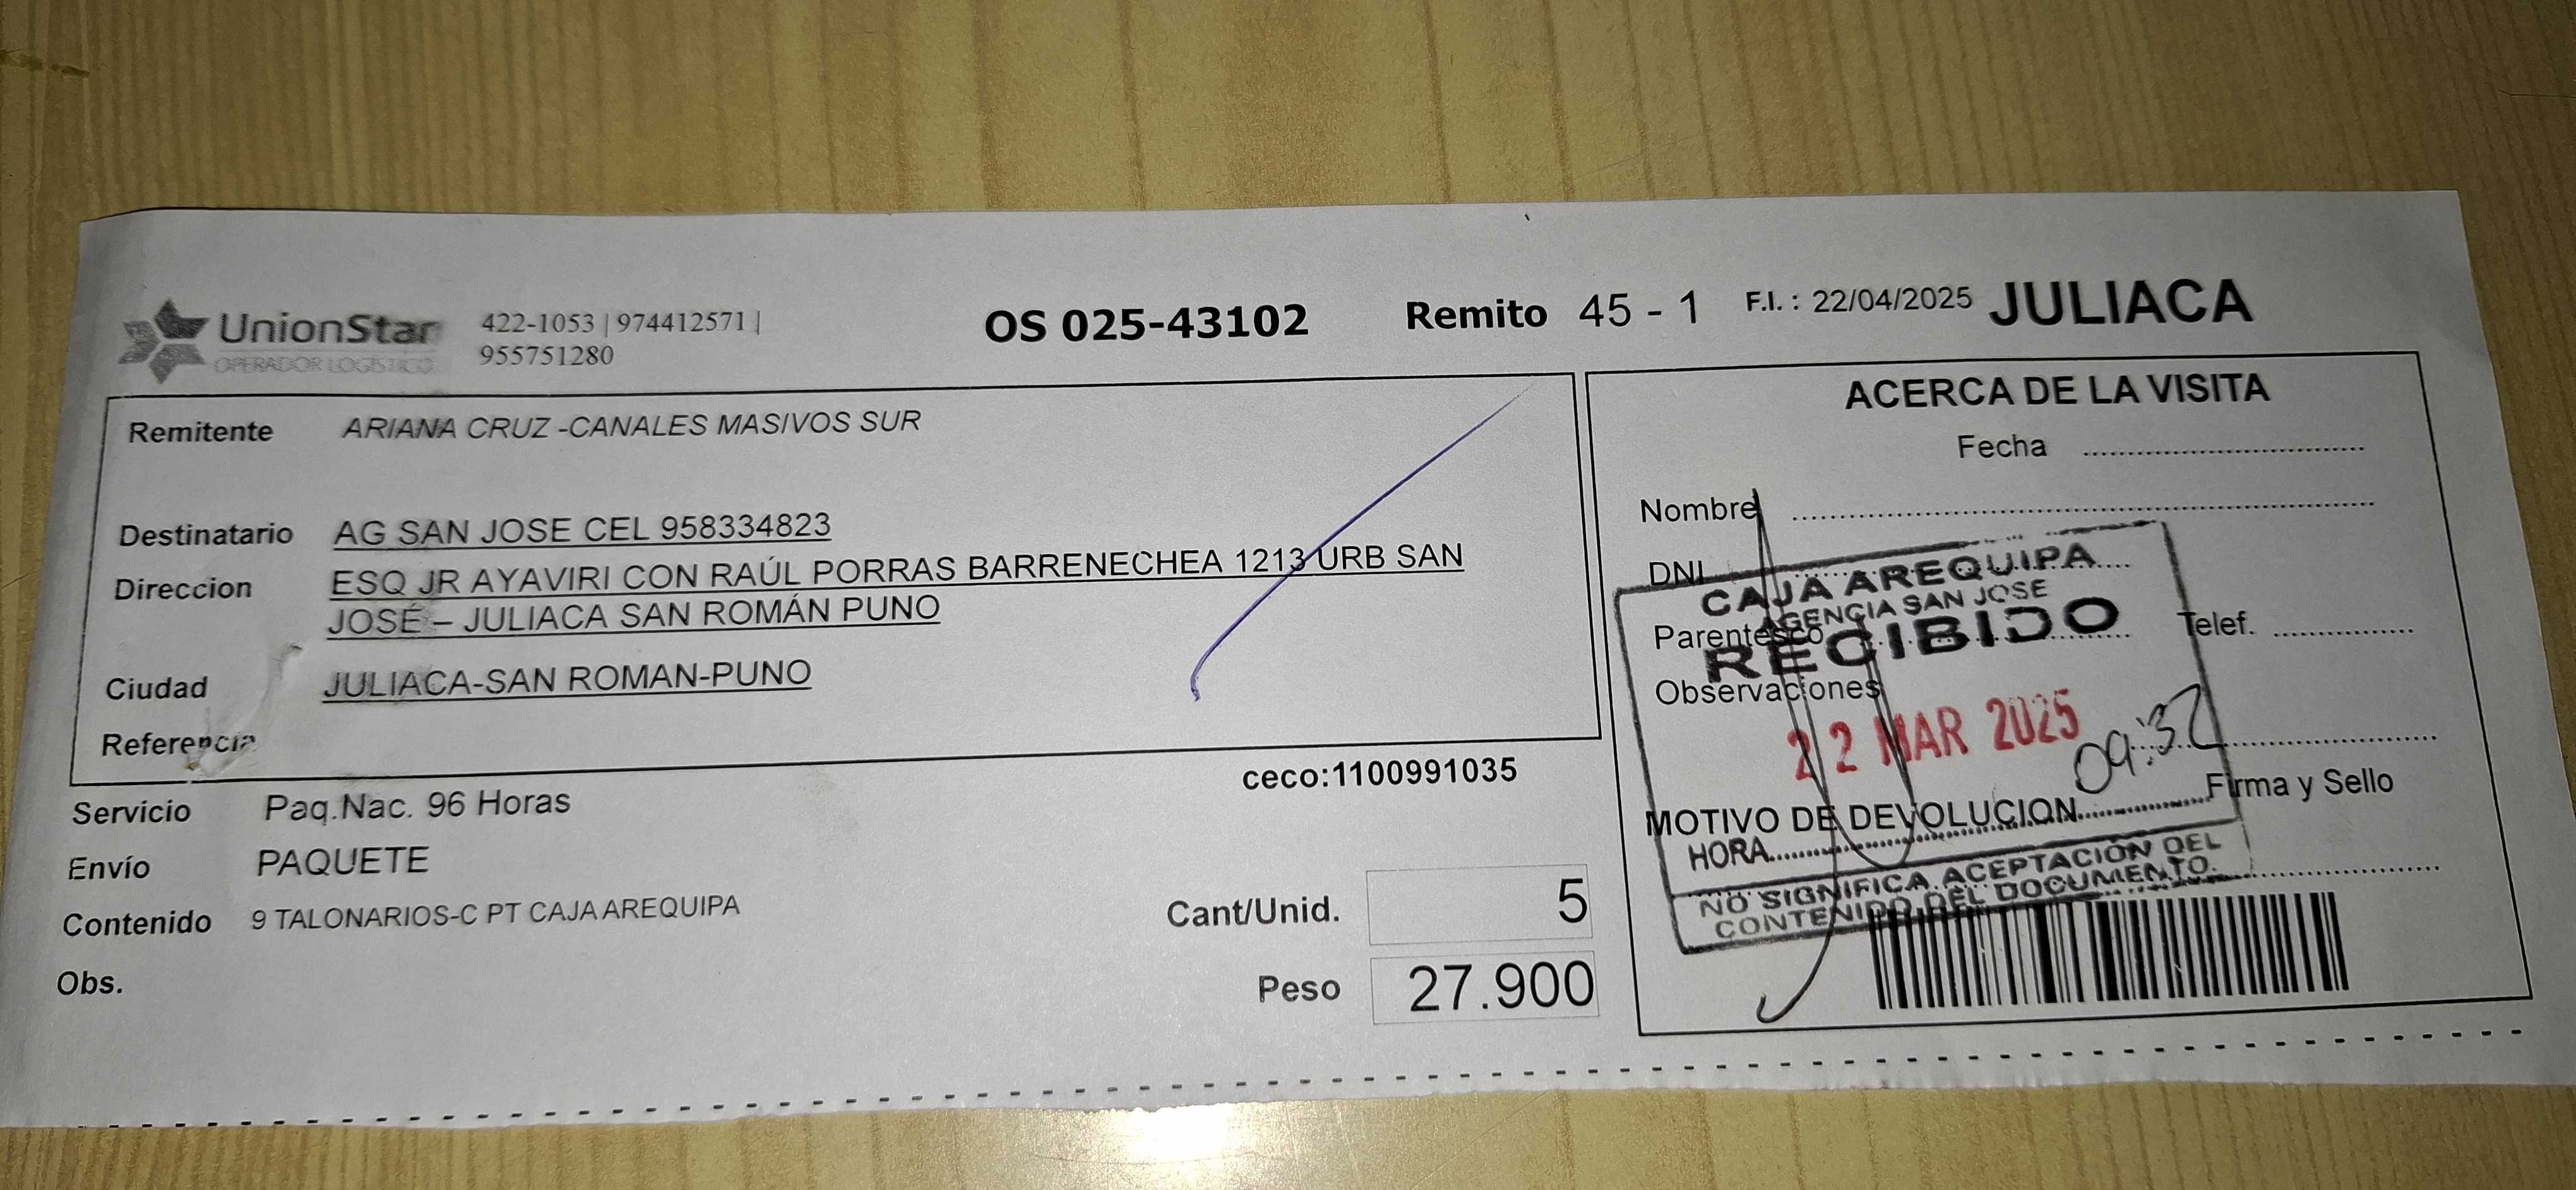 UnionStar
OPERADOR LOGISTICO
422-1053 | 974412571 |
955751280
OS 025-43102
Remito 45 - 1
F.I. : 22/04/2025
JULIACA
Remitente ARIANA CRUZ -CANALES MASIVOS SUR
Destinatario AG SAN JOSE CEL 958334823
Direccion ESQ JR AYAVIRI CON RAÚL PORRAS BARRENECHEA 1213 URB SAN
JOSÉ – JULIACA SAN ROMÁN PUNO
Ciudad JULIACA-SAN ROMAN-PUNO
Referencia
ceco:1100991035
Servicio Paq.Nac. 96 Horas
Envío PAQUETE
Contenido 9 TALONARIOS-C PT CAJA AREQUIPA
Obs.
Cant/Unid. 5
Peso 27.900
ACERCA DE LA VISITA
Fecha
Nombre
DNI
Parentesco
Telef.
Observaciones
Firma y Sello
MOTIVO DE DEVOLUCION
CAJA AREQUIPA
AGENCIA SAN JOSE
RECIBIDO
22 MAR 2025
09:32
HORA
NO SIGNIFICA ACEPTACIÓN DEL
CONTENIDO DEL DOCUMENTO.